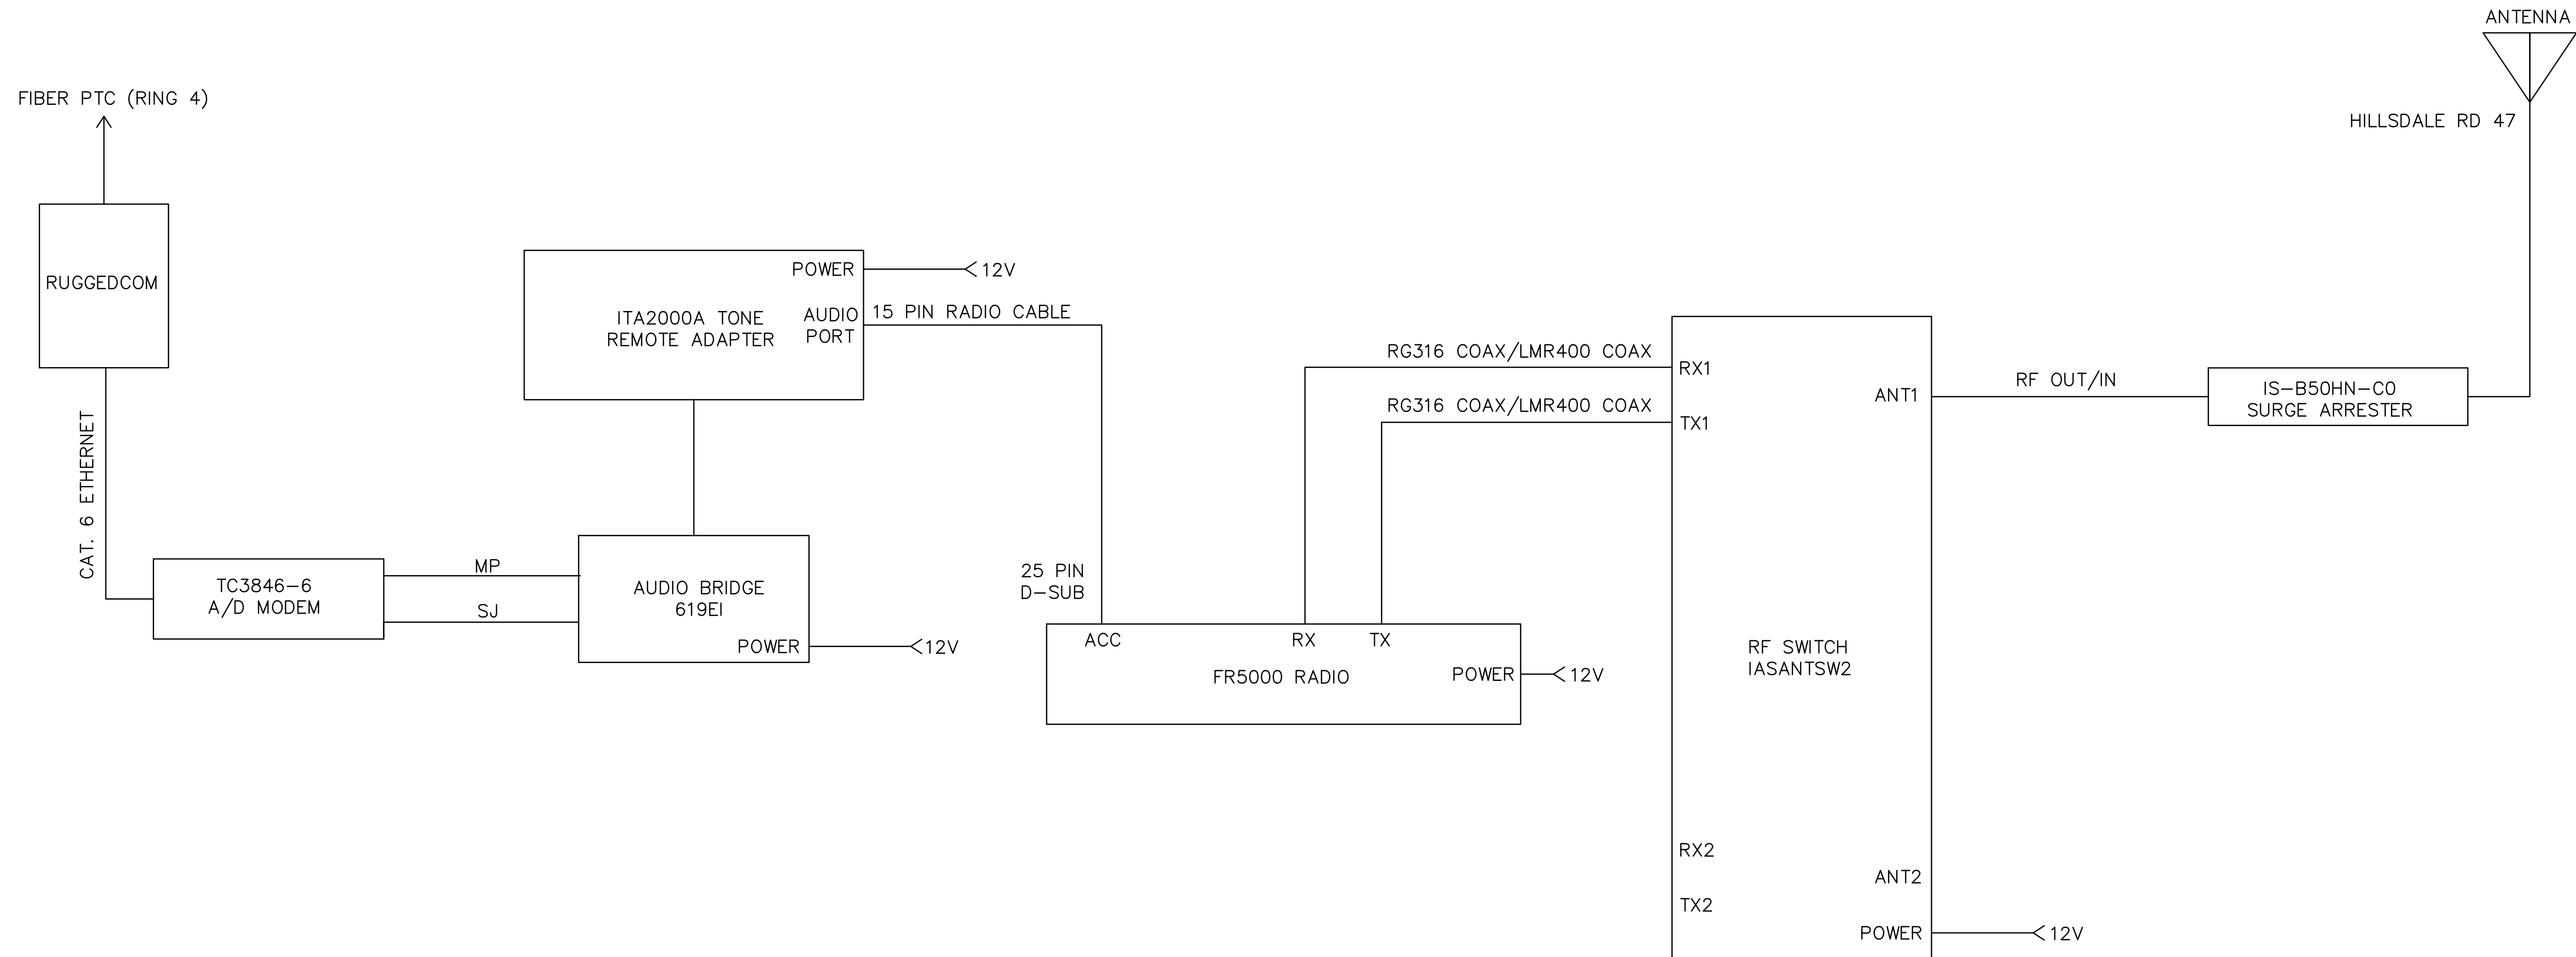 ANTENNA
FIBER PTC (RING 4)
HILLSDALE RD 47
RUGGEDCOM
POWER
12V
ITA2000A TONE
REMOTE ADAPTER
AUDIO
PORT
15 PIN RADIO CABLE
RG316 COAX/LMR400 COAX
RX1
RG316 COAX/LMR400 COAX
TX1
ANT1
RF OUT/IN
IS-B50HN-C0
SURGE ARRESTER
CAT. 6 ETHERNET
TC3846-6
A/D MODEM
MP
SJ
AUDIO BRIDGE
619EI
POWER
12V
25 PIN
D-SUB
ACC
RX
TX
FR5000 RADIO
POWER
12V
RF SWITCH
IASANTSW2
RX2
TX2
ANT2
POWER
12V